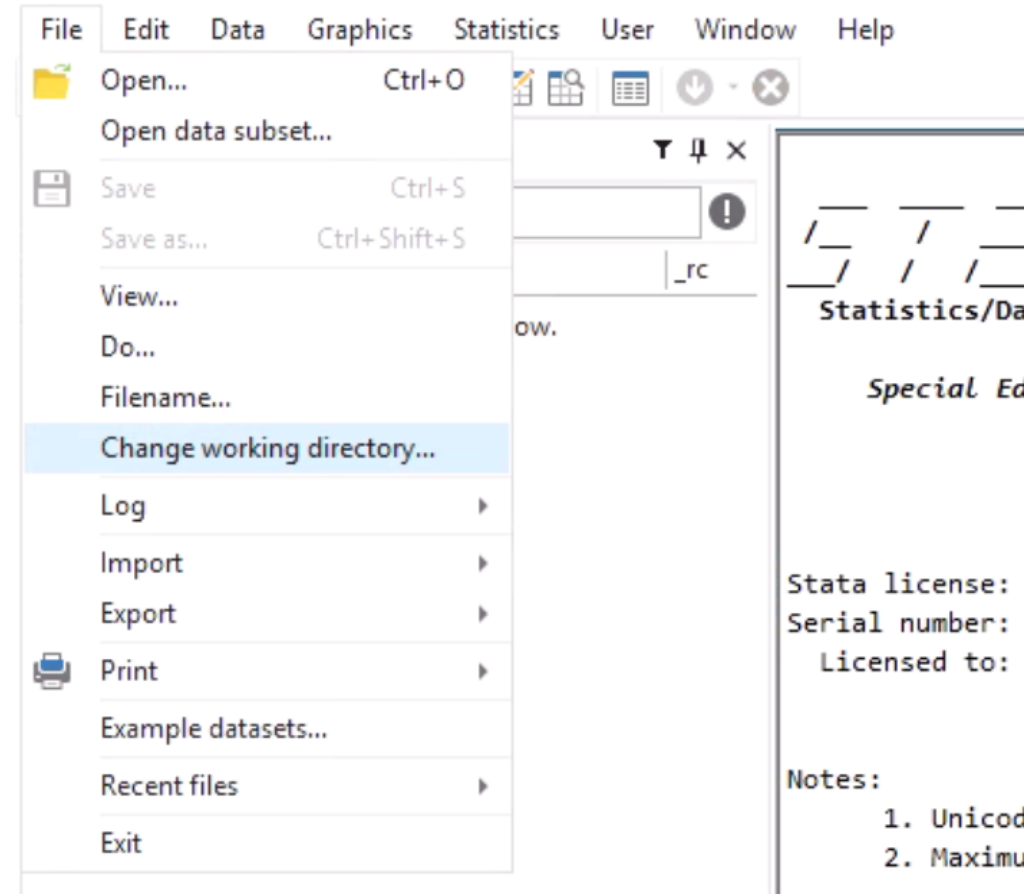 File Edit Data Graphics Statistics User Window Help
Open... Ctrl+O
Open data subset...
Save Ctrl+S
Save as... Ctrl+Shift+S
View...
Do...
Filename...
Change working directory...
Log
Import
Export
Print
Example datasets...
Recent files
Exit
_rc
ow.
Statistics/Da
Special Ed
Stata license:
Serial number:
Licensed to:
Notes:
1. Unicod
2. Maximu